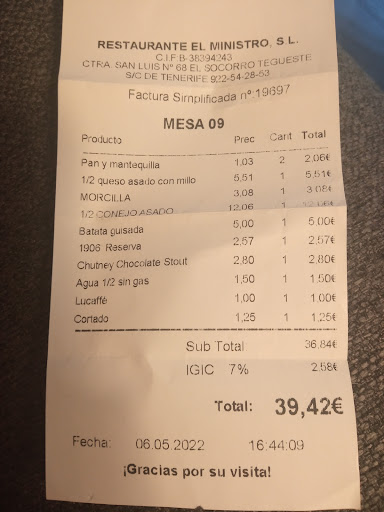 RESTAURANTE EL MINISTRO, S.L.
C.I.F B-38394243
CTRA. SAN LUIS Nº 68 EL SOCORRO TEGUESTE
S/C DE TENERIFE 922-54-28-53
Factura Simplificada nº:19697
MESA 09
Producto Prec Cant Total
Pan y mantequilla 1,03 2 2,06€
1/2 queso asado con millo 5,51 1 5,51€
MORCILLA 3,08 1 3,08€
1/2 CONEJO ASADO 12,06 1 12,06€
Batata guisada 5,00 1 5,00€
1906 Reserva 2,57 1 2,57€
Chutney Chocolate Stout 2,80 1 2,80€
Agua 1/2 sin gas 1,50 1 1,50€
Lucaffé 1,00 1 1,00€
Cortado 1,25 1 1,25€
Sub Total 36,84€
IGIC 7% 2,58€
Total: 39,42€
Fecha: 06.05.2022 16:44:09
¡Gracias por su visita!